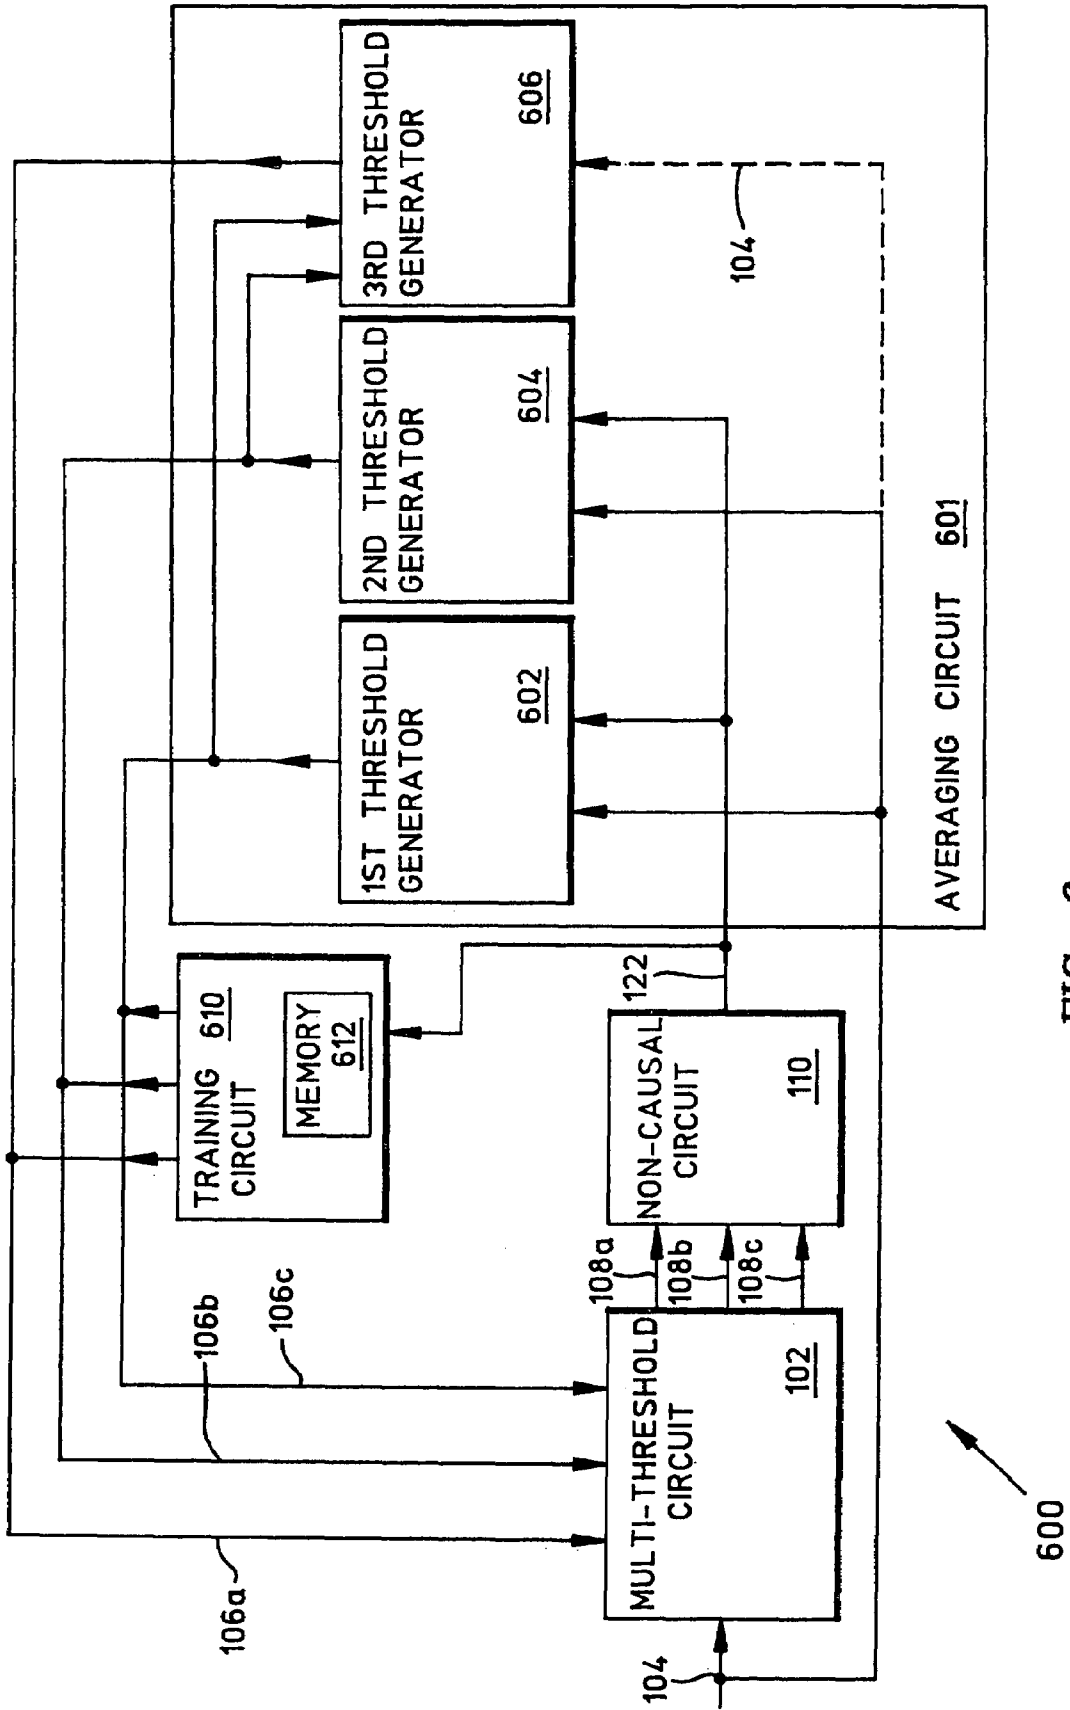 106a
106b
106c
TRAINING
CIRCUIT
610
MEMORY
612
1ST THRESHOLD
GENERATOR
602
2ND THRESHOLD
GENERATOR
604
3RD THRESHOLD
GENERATOR
606
104
MULTI-THRESHOLD
CIRCUIT
102
108a
108b
108c
NON-CAUSAL
CIRCUIT
110
122
104
AVERAGING CIRCUIT 601
600